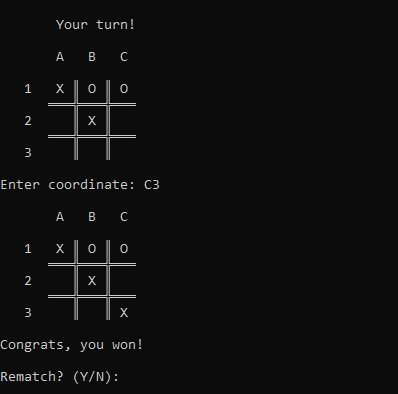 Your turn!
A B C
1 X ║ O ║ O
══╬═══╬══
2 ║ X ║
══╬═══╬══
3 ║ ║
Enter coordinate: C3
A B C
1 X ║ O ║ O
══╬═══╬══
2 ║ X ║
══╬═══╬══
3 ║ ║ X
Congrats, you won!
Rematch? (Y/N):